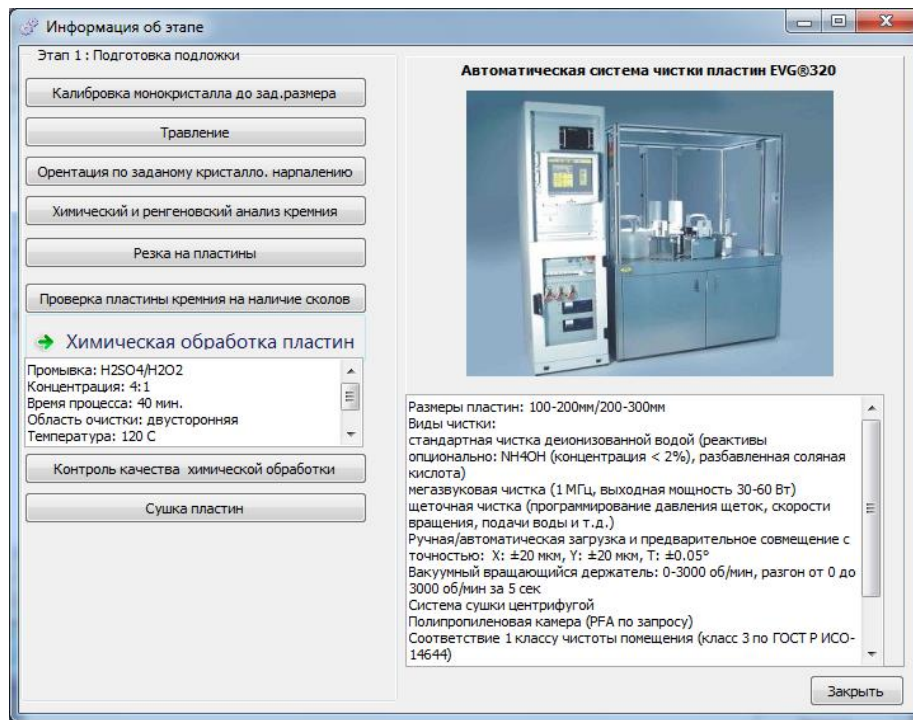 Информация об этапе
Этап 1 : Подготовка подложки
Калибровка монокристалла до зад.размера
Травление
Орентация по заданому кристалло. нарпалению
Химический и ренгеновский анализ кремния
Резка на пластины
Проверка пластины кремния на наличие сколов
Химическая обработка пластин
Промывка: H2SO4/H2O2
Концентрация: 4:1
Время процесса: 40 мин.
Область очистки: двусторонняя
Температура: 120 С
Контроль качества химической обработки
Сушка пластин
Автоматическая система чистки пластин EVG®320
Размеры пластин: 100-200мм/200-300мм
Виды чистки:
стандартная чистка деионизованной водой (реактивы
опционально: NH4OH (концентрация < 2%), разбавленная соляная
кислота)
мегазвуковая чистка (1 МГц, выходная мощность 30-60 Вт)
щеточная чистка (программирование давления щеток, скорости
вращения, подачи воды и т.д.)
Ручная/автоматическая загрузка и предварительное совмещение с
точностью: X: ±20 мкм, Y: ±20 мкм, T: ±0.05°
Вакуумный вращающийся держатель: 0-3000 об/мин, разгон от 0 до
3000 об/мин за 5 сек
Система сушки центрифугой
Полипропиленовая камера (PFA по запросу)
Соответствие 1 классу чистоты помещения (класс 3 по ГОСТ Р ИСО-
14644)
Закрыть